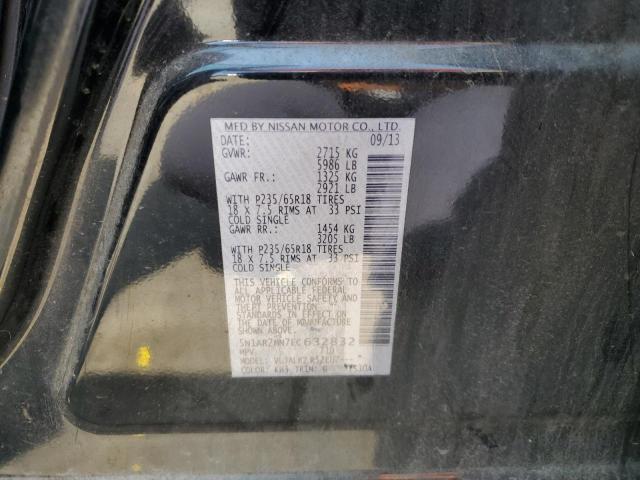 MFD BY NISSAN MOTOR CO., LTD.
DATE: 09/13
GVWR: 2715 KG
5986 LB
GAWR FR.: 1325 KG
2921 LB
WITH P235/65R18 TIRES
18 X 7.5 RIMS AT 33 PSI
COLD SINGLE
GAWR RR.: 1454 KG
3205 LB
WITH P235/65R18 TIRES
18 X 7.5 RIMS AT 33 PSI
COLD SINGLE
THIS VEHICLE CONFORMS TO
ALL APPLICABLE FEDERAL
MOTOR VEHICLE SAFETY AND
THEFT PREVENTION
STANDARDS IN EFFECT ON
THE DATE OF MANUFACTURE
SHOWN ABOVE.
5N1AR2MN7EC632832
MPV
MODEL:
COLOR: KH3 TRIM: G